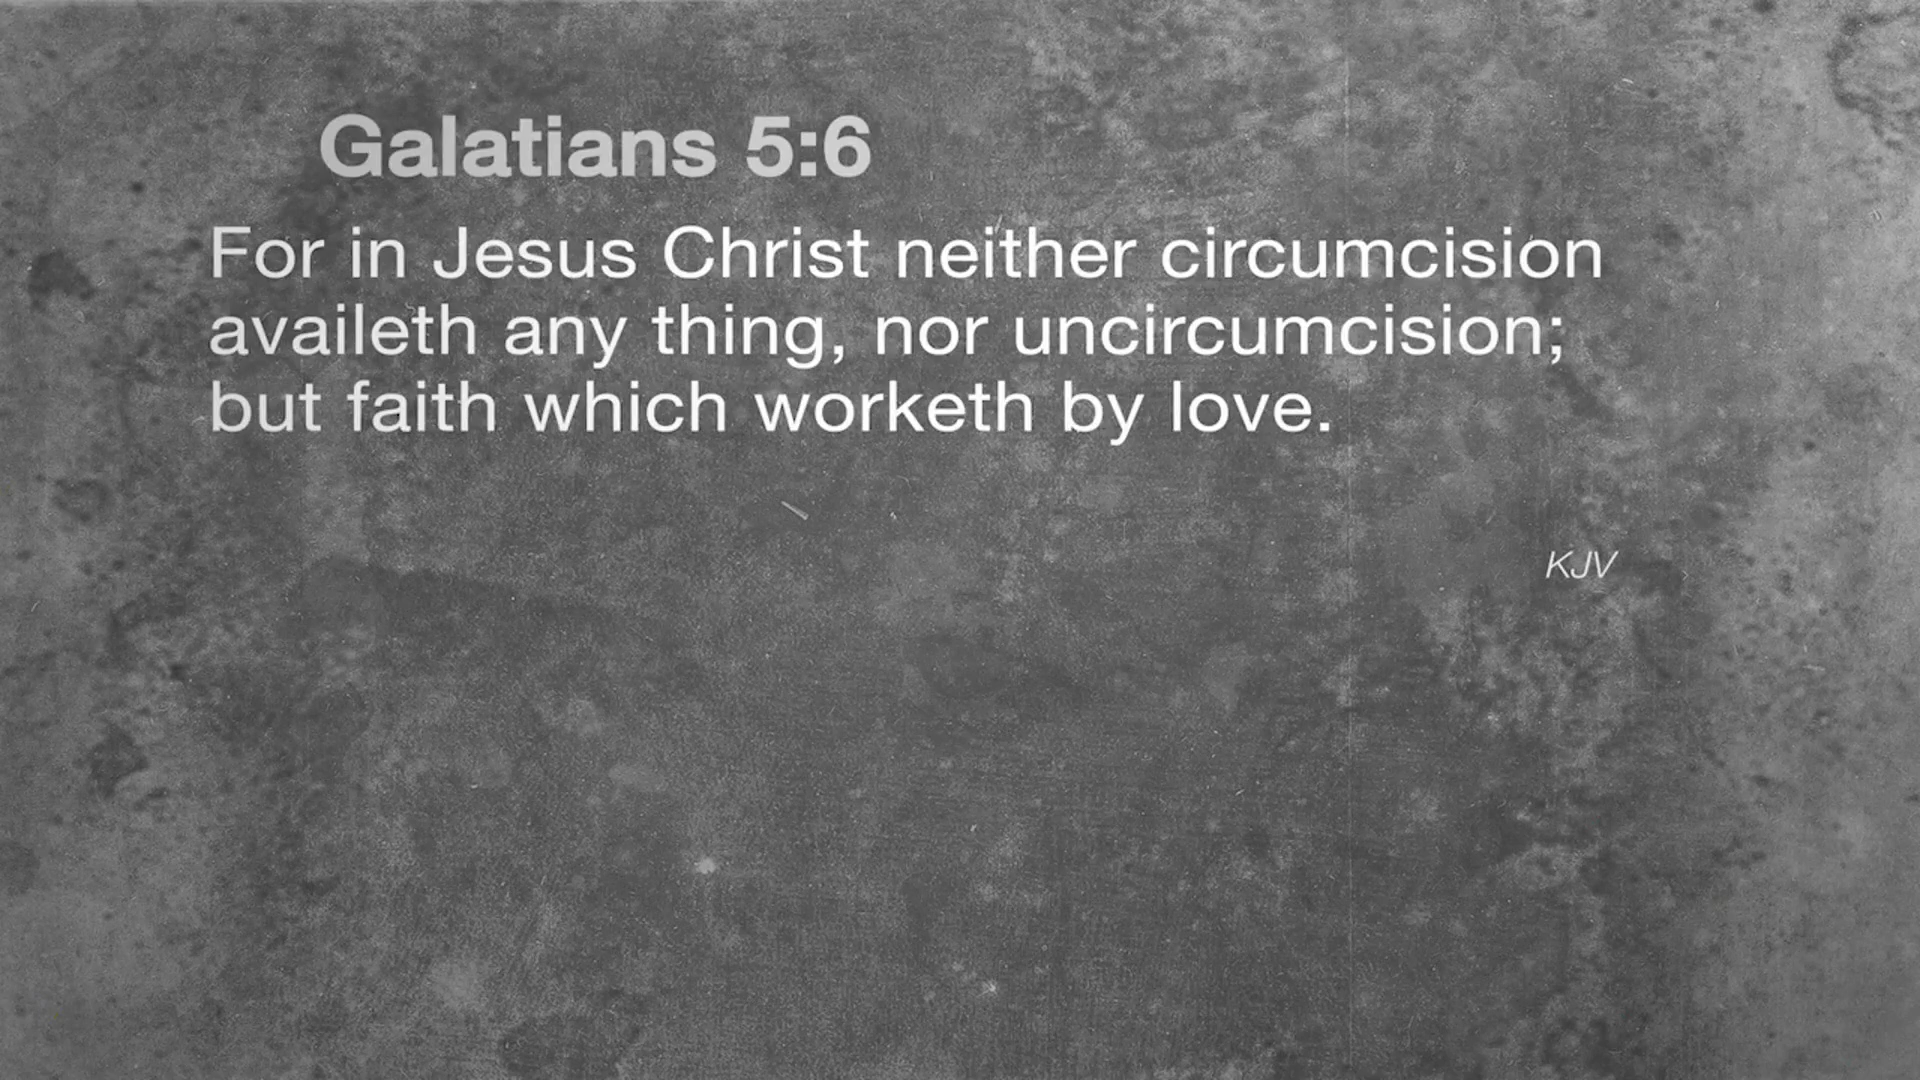 Galatians 5:6
For in Jesus Christ neither circumcision
availeth any thing, nor uncircumcision;
but faith which worketh by love.
KJV